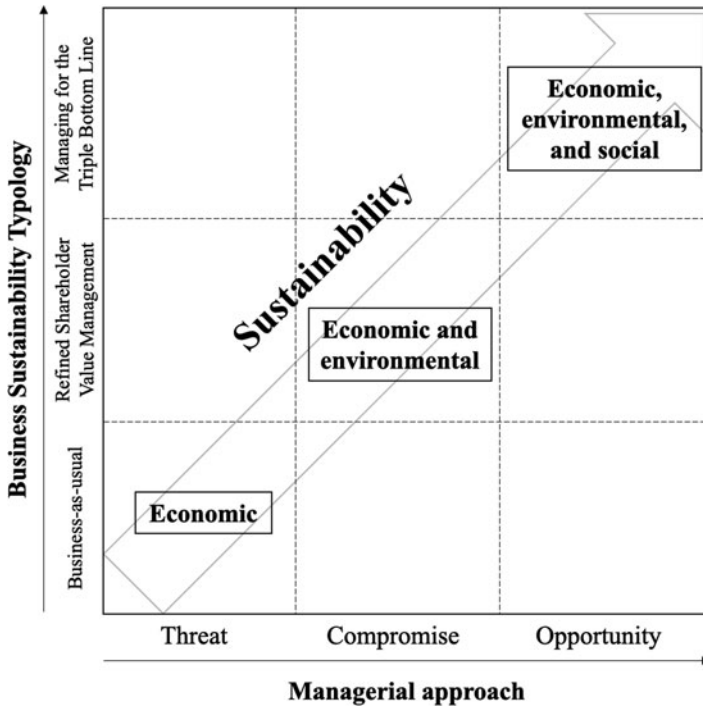 Business Sustainability Typology
Managing for the
Triple Bottom Line
Refined Shareholder
Value Management
Business-as-usual
Economic,
environmental,
and social
Sustainability
Economic and
environmental
Economic
Threat
Compromise
Opportunity
Managerial approach